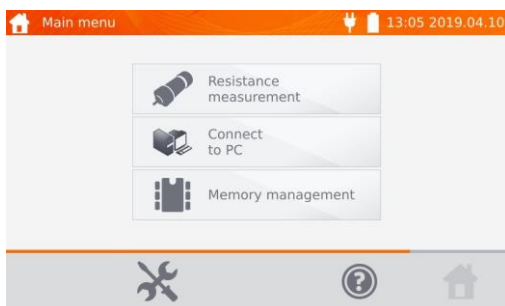 Main menu
13:05 2019.04.10
Resistance
measurement
Connect
to PC
Memory management
?